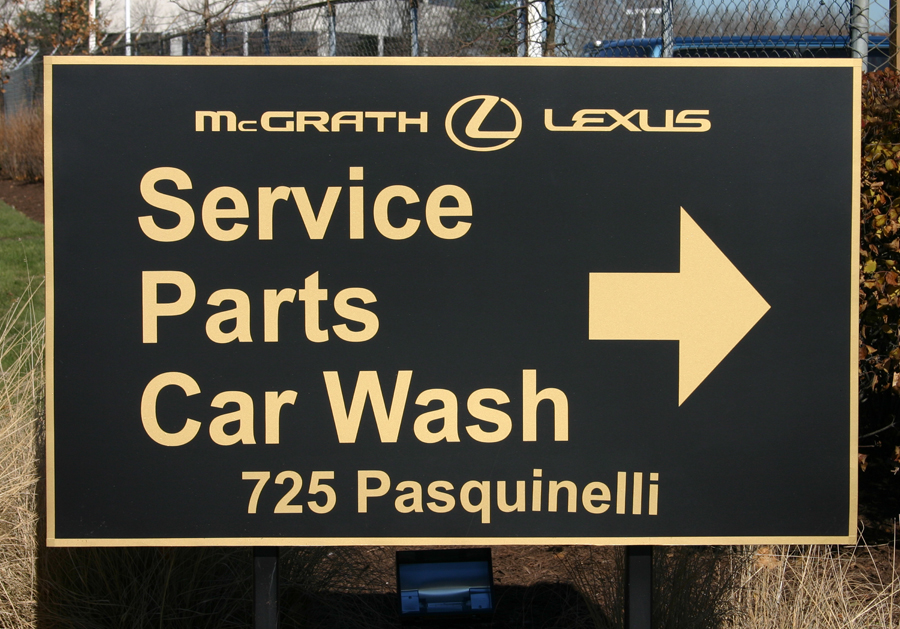 McGRATH LEXUS
Service
Parts
Car Wash
725 Pasquinelli